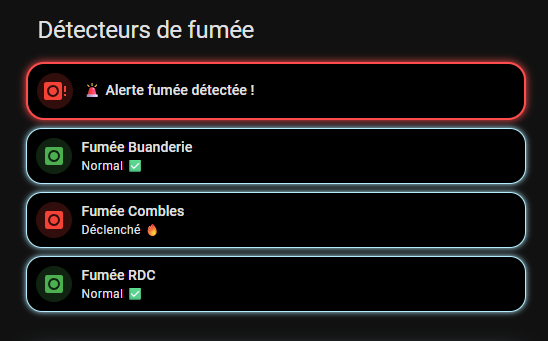 Détecteurs de fumée
🚨 Alerte fumée détectée !
Fumée Buanderie
Normal ✅
Fumée Combles
Déclenché 🔥
Fumée RDC
Normal ✅